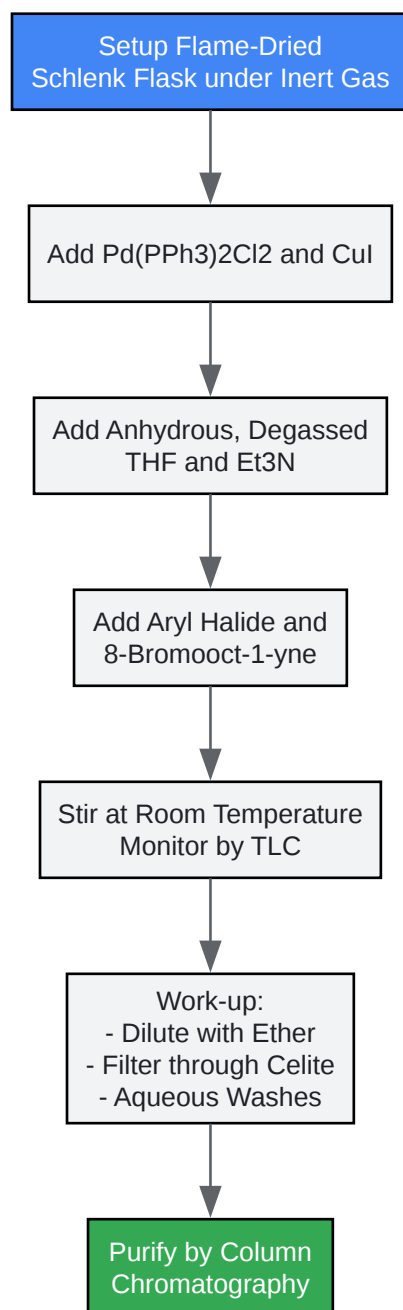 Setup Flame-Dried
Schlenk Flask under Inert Gas
Add Pd(PPh3)2Cl2 and CuI
Add Anhydrous, Degassed
THF and Et3N
Add Aryl Halide and
8-Bromooct-1-yne
Stir at Room Temperature
Monitor by TLC
Work-up:
- Dilute with Ether
- Filter through Celite
- Aqueous Washes
Purify by Column
Chromatography